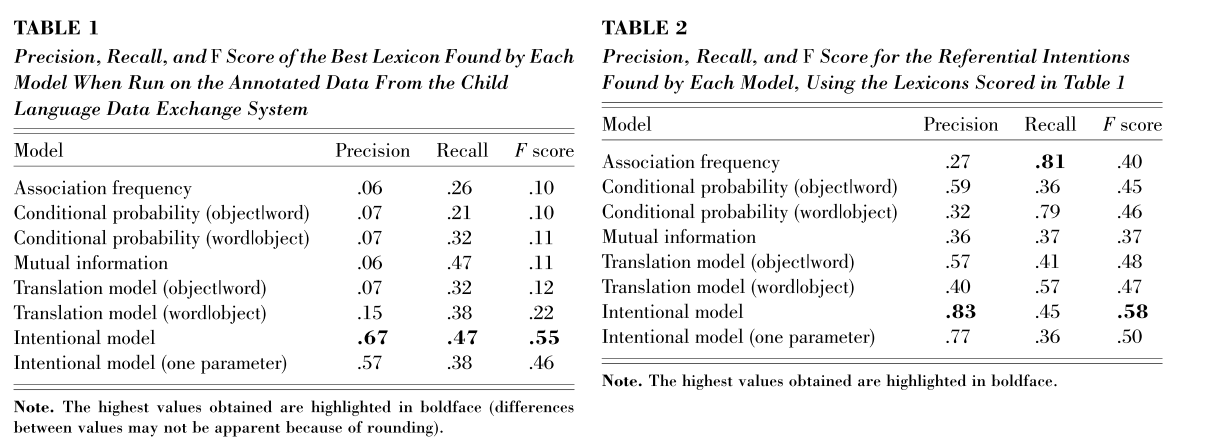 TABLE 1
Precision, Recall, and F Score of the Best Lexicon Found by Each
Model When Run on the Annotated Data From the Child
Language Data Exchange System
Model Precision Recall F score
Association frequency .06 .26 .10
Conditional probability (object|word) .07 .21 .10
Conditional probability (word|object) .07 .32 .11
Mutual information .06 .47 .11
Translation model (object|word) .07 .32 .12
Translation model (word|object) .15 .38 .22
Intentional model .67 .47 .55
Intentional model (one parameter) .57 .38 .46
Note. The highest values obtained are highlighted in boldface (differences
between values may not be apparent because of rounding).
TABLE 2
Precision, Recall, and F Score for the Referential Intentions
Found by Each Model, Using the Lexicons Scored in Table 1
Model Precision Recall F score
Association frequency .27 .81 .40
Conditional probability (object|word) .59 .36 .45
Conditional probability (word|object) .32 .79 .46
Mutual information .36 .37 .37
Translation model (object|word) .57 .41 .48
Translation model (word|object) .40 .57 .47
Intentional model .83 .45 .58
Intentional model (one parameter) .77 .36 .50
Note. The highest values obtained are highlighted in boldface.